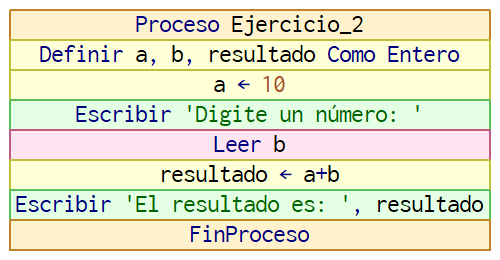 Proceso Ejercicio_2
Definir a, b, resultado Como Entero
a ← 10
Escribir 'Digite un número: '
Leer b
resultado ← a+b
Escribir 'El resultado es: ', resultado
FinProceso